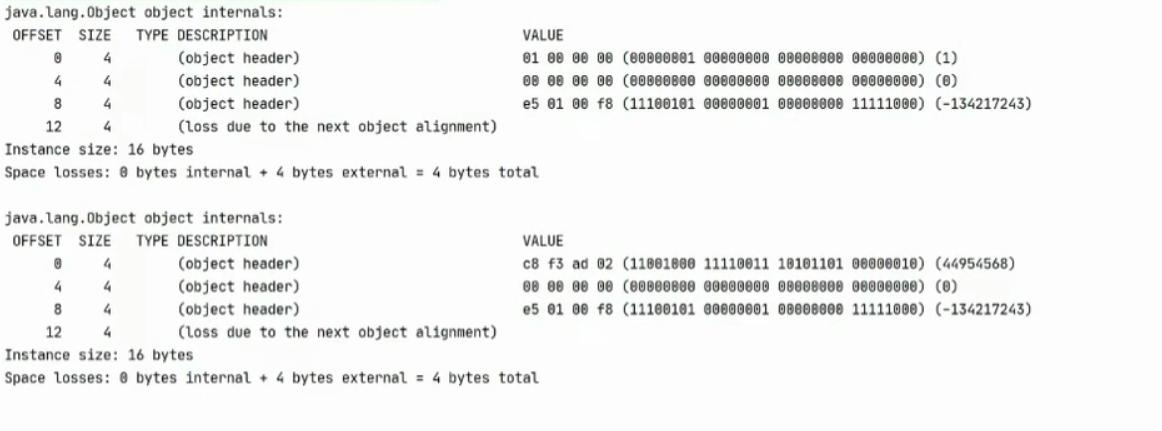 java.lang.Object object internals:
OFFSET  SIZE   TYPE DESCRIPTION                               VALUE
0     4        (object header)                           01 00 00 00 (00000001 00000000 00000000 00000000) (1)
4     4        (object header)                           00 00 00 00 (00000000 00000000 00000000 00000000) (0)
8     4        (object header)                           e5 01 00 f8 (11100101 00000001 00000000 11111000) (-134217243)
12     4        (loss due to the next object alignment)
Instance size: 16 bytes
Space losses: 0 bytes internal + 4 bytes external = 4 bytes total
java.lang.Object object internals:
OFFSET  SIZE   TYPE DESCRIPTION                               VALUE
0     4        (object header)                           c8 f3 ad 02 (11001000 11110011 10101101 00000010) (44954568)
4     4        (object header)                           00 00 00 00 (00000000 00000000 00000000 00000000) (0)
8     4        (object header)                           e5 01 00 f8 (11100101 00000001 00000000 11111000) (-134217243)
12     4        (loss due to the next object alignment)
Instance size: 16 bytes
Space losses: 0 bytes internal + 4 bytes external = 4 bytes total